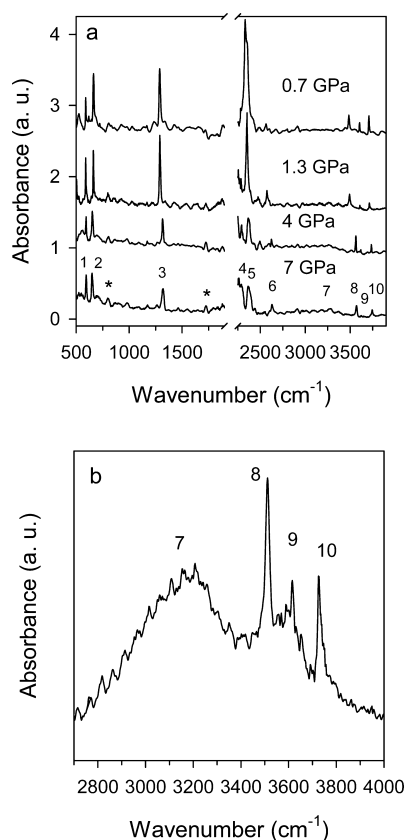 a
4
3
2
1
0
Absorbance (a. u.)
0.7 GPa
1.3 GPa
4 GPa
7 GPa
1 2 * 3 * 4 5 6 7 8 9 10
500 1000 1500 2500 3000 3500
Wavenumber (cm⁻¹)
b
7 8 9 10
Absorbance (a. u.)
2800 3000 3200 3400 3600 3800 4000
Wavenumber (cm⁻¹)